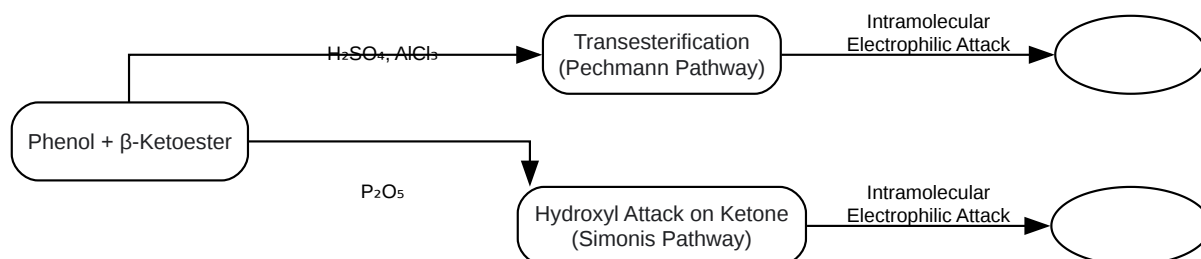 Intramolecular
Electrophilic Attack
H₂SO₄, AlCl₃
Transesterification
(Pechmann Pathway)
Phenol + β-Ketoester
P₂O₅
Hydroxyl Attack on Ketone
(Simonis Pathway)
Intramolecular
Electrophilic Attack